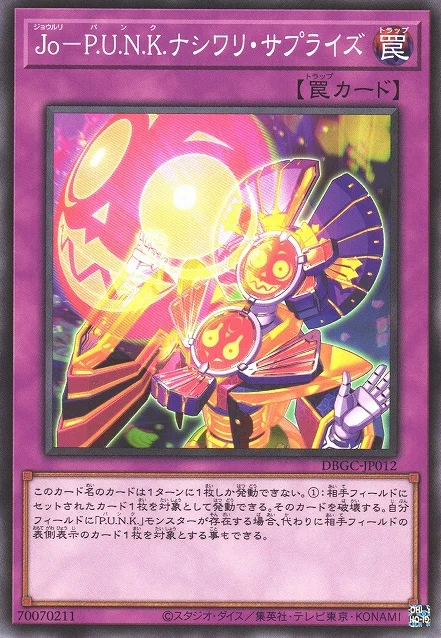 ジョウルリ パンク
Jo－P.U.N.K.ナシワリ・サプライズ
トラップ
罠
トラップ
【罠カード】
DBGC-JP012
このカード名のカードは1ターンに1枚しか発動できない。①：相手フィールドに
セットされたカード1枚を対象として発動できる。そのカードを破壊する。自分
フィールドに「P.U.N.K.」モンスターが存在する場合、代わりに相手フィールドの
表側表示のカード1枚を対象とする事もできる。
70070211
©スタジオ・ダイス／集英社・テレビ東京・KONAMI